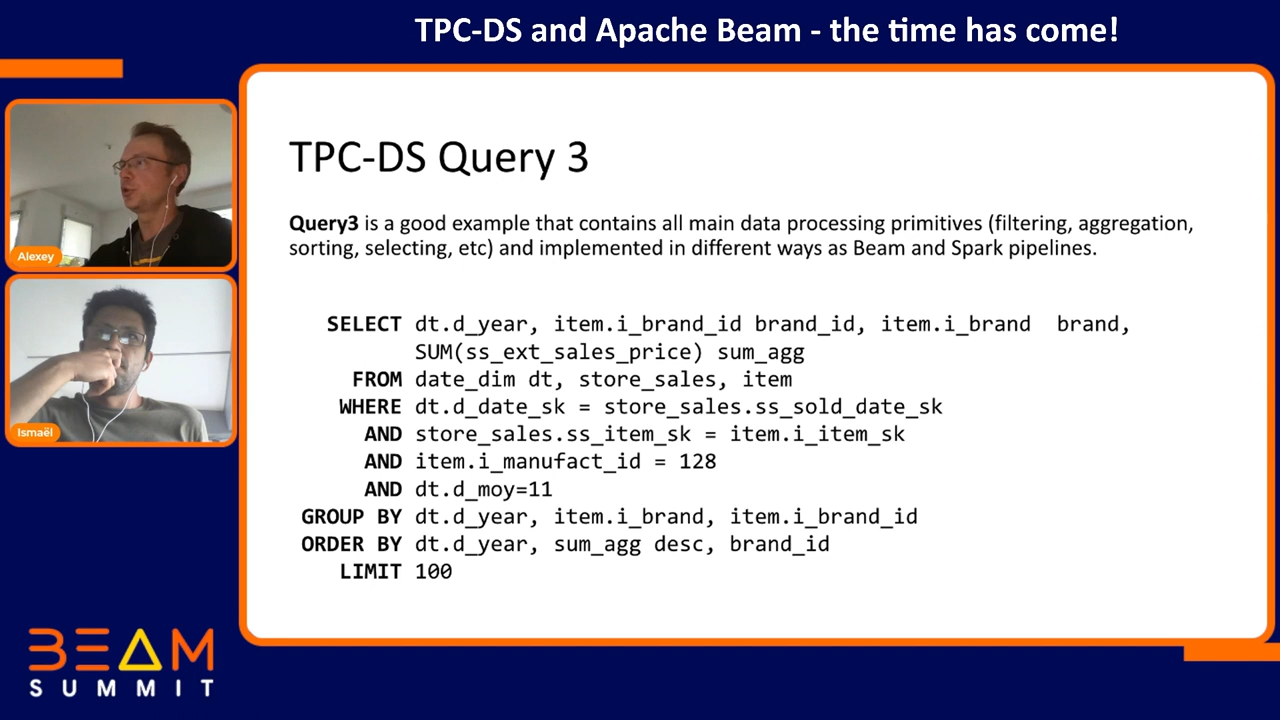 TPC-DS and Apache Beam - the time has come!
Alexey
Ismaël
TPC-DS Query 3
Query3 is a good example that contains all main data processing primitives (filtering, aggregation,
sorting, selecting, etc) and implemented in different ways as Beam and Spark pipelines.
SELECT dt.d_year, item.i_brand_id brand_id, item.i_brand brand,
SUM(ss_ext_sales_price) sum_agg
FROM date_dim dt, store_sales, item
WHERE dt.d_date_sk = store_sales.ss_sold_date_sk
AND store_sales.ss_item_sk = item.i_item_sk
AND item.i_manufact_id = 128
AND dt.d_moy=11
GROUP BY dt.d_year, item.i_brand, item.i_brand_id
ORDER BY dt.d_year, sum_agg desc, brand_id
LIMIT 100
BEAM
SUMMIT